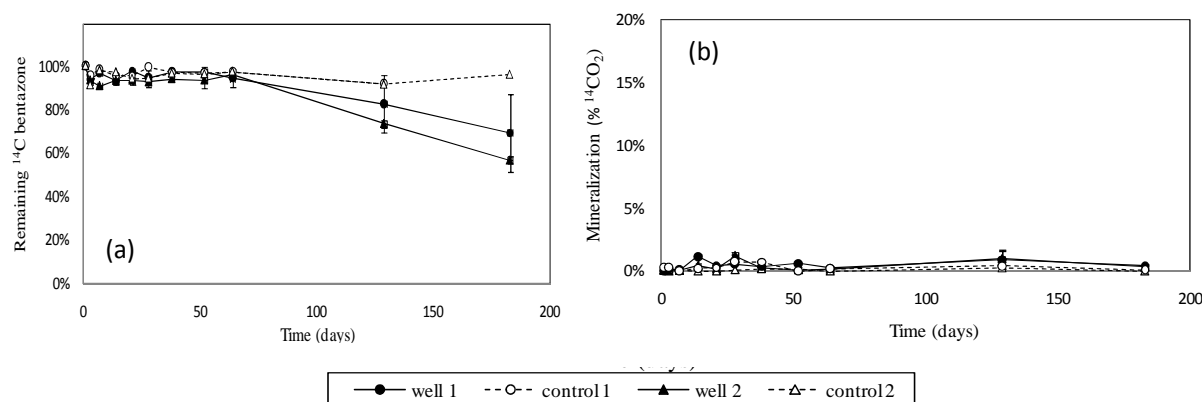 (a)
Remaining ¹⁴C bentazone
100%
80%
60%
40%
20%
0%
0 50 100 150 200
Time (days)
(b)
Mineralization (% ¹⁴CO₂)
20%
15%
10%
5%
0%
0 50 100 150 200
Time (days)
well 1 control 1 well 2 control 2